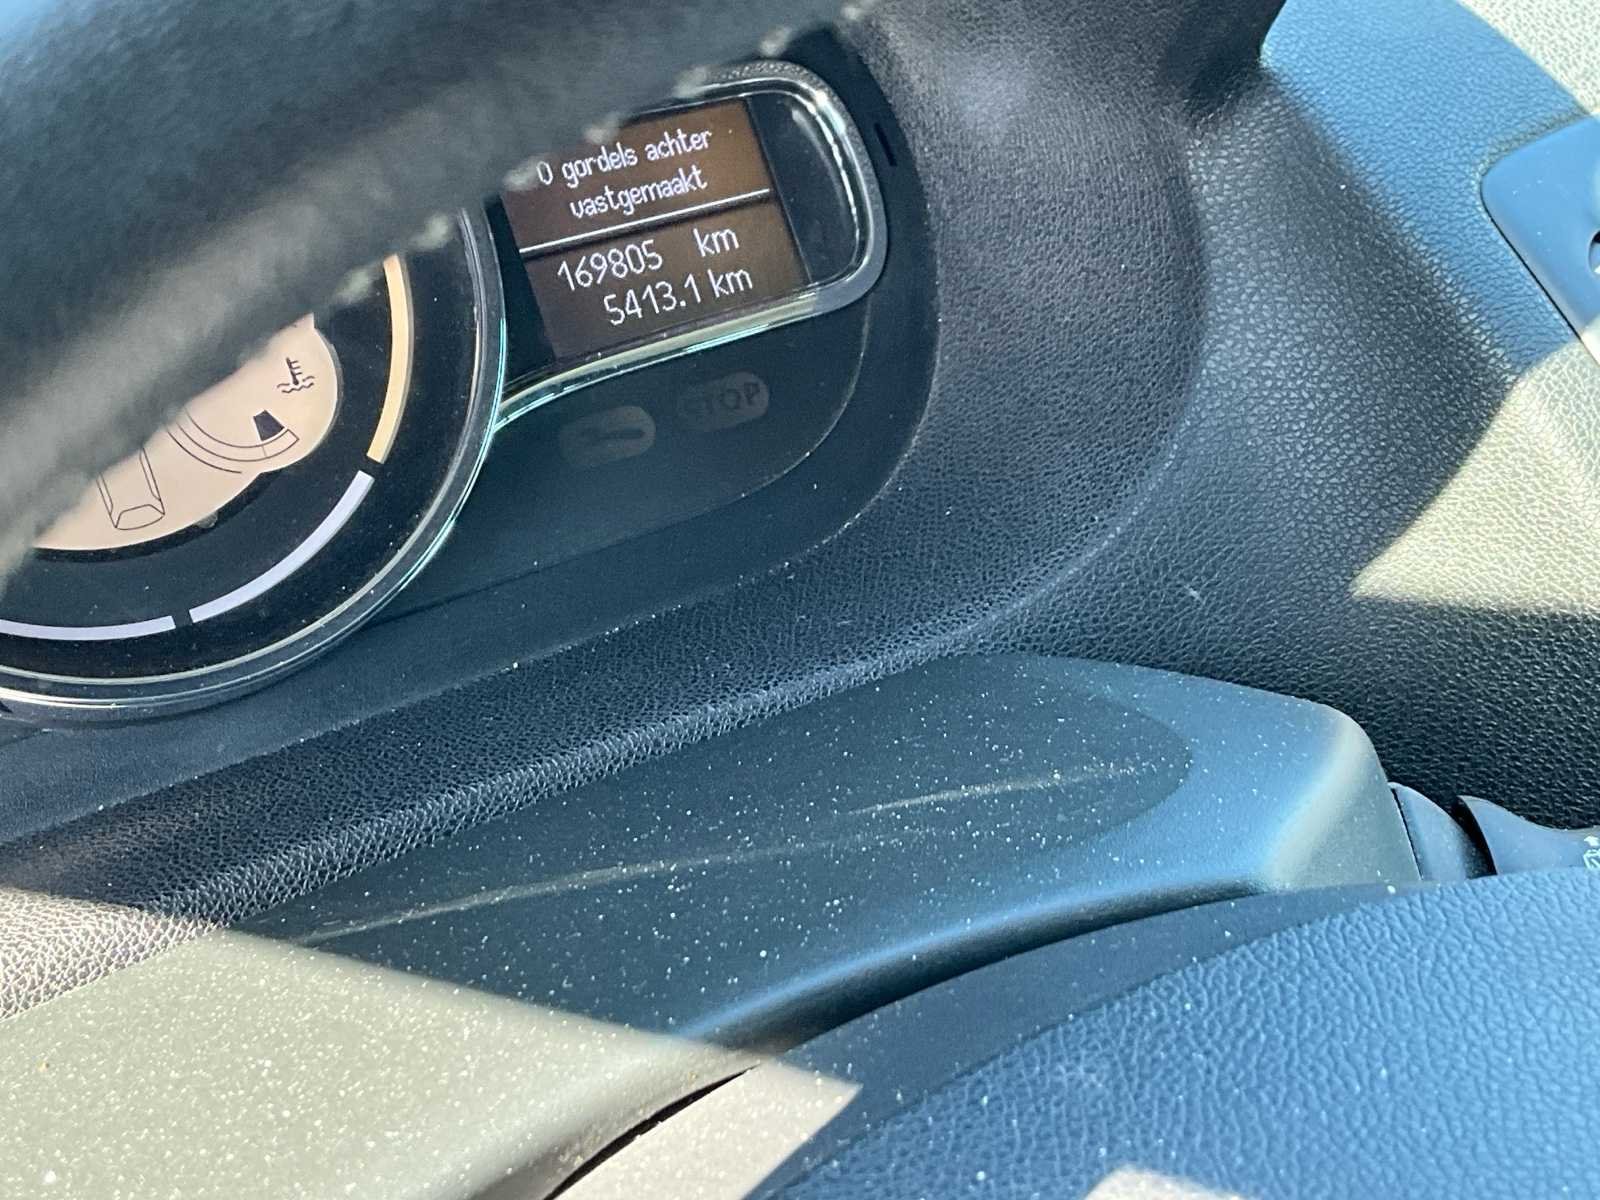 0 gordels achter
vastgemaakt
169805 km
5413.1 km
STOP